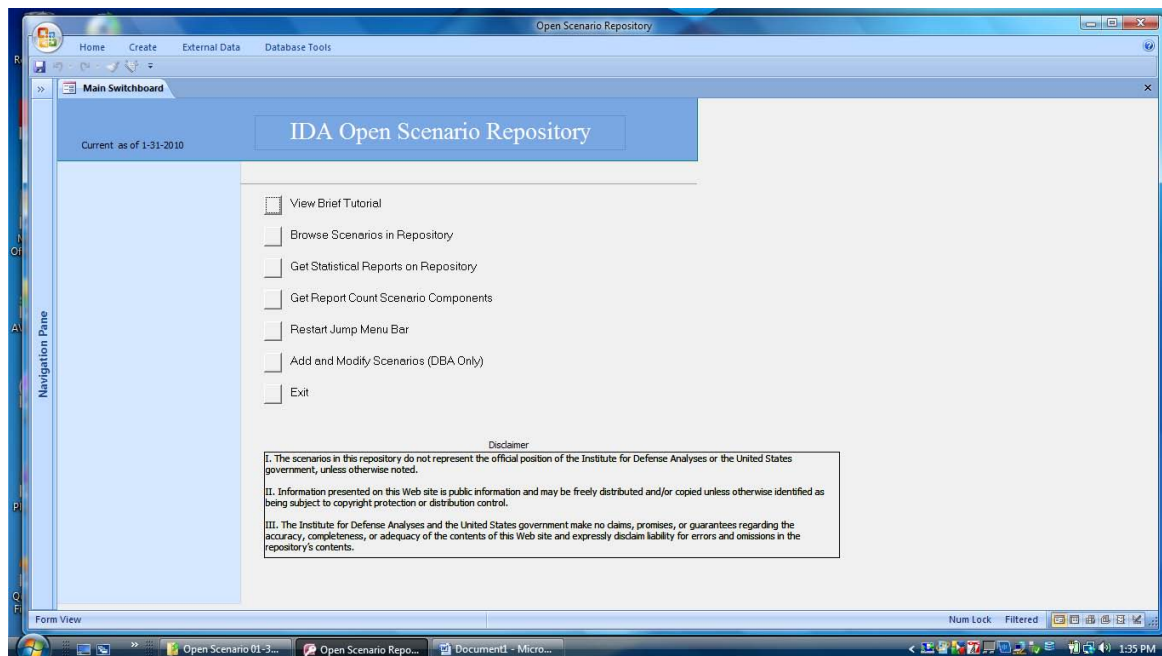 Open Scenario Repository
Home Create External Data Database Tools
Main Switchboard
IDA Open Scenario Repository
Current as of 1-31-2010
View Brief Tutorial
Browse Scenarios in Repository
Get Statistical Reports on Repository
Get Report Count Scenario Components
Restart Jump Menu Bar
Add and Modify Scenarios (DBA Only)
Exit
Navigation Pane
Disclaimer
I. The scenarios in this repository do not represent the official position of the Institute for Defense Analyses or the United States
government, unless otherwise noted.
II. Information presented on this Web site is public information and may be freely distributed and/or copied unless otherwise identified as
being subject to copyright protection or distribution control.
III. The Institute for Defense Analyses and the United States government make no claims, promises, or guarantees regarding the
accuracy, completeness, or adequacy of the contents of this Web site and expressly disclaim liability for errors and omissions in the
repository's contents.
Form View Num Lock Filtered
Open Scenario 01-3... Open Scenario Repo... Document1 - Micro... 1:35 PM